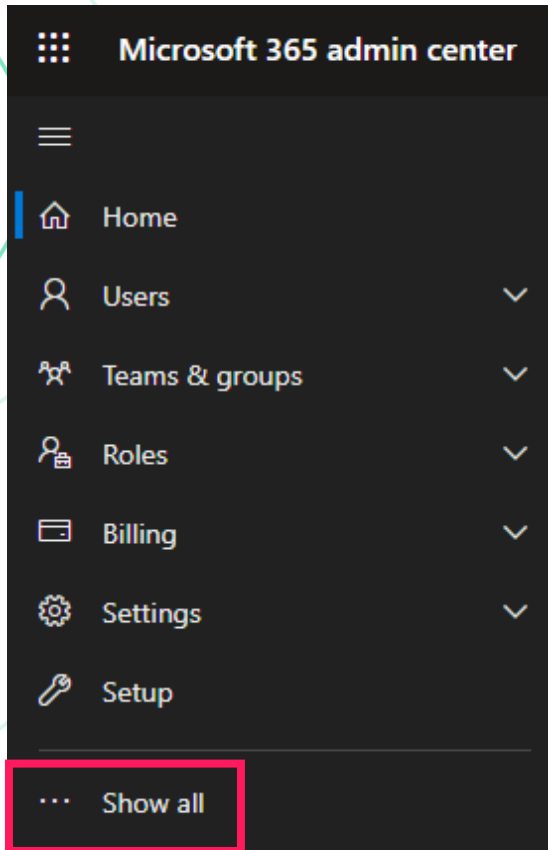 Microsoft 365 admin center
Home
Users
Teams & groups
Roles
Billing
Settings
Setup
Show all